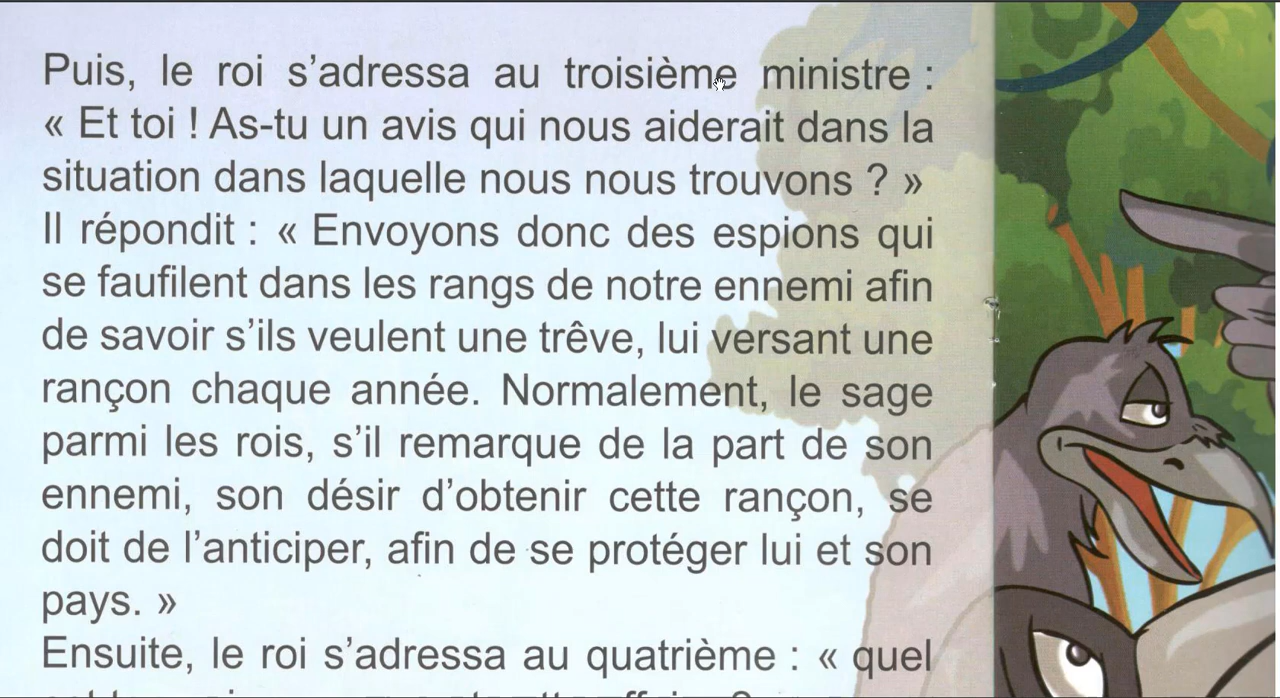 Puis, le roi s’adressa au troisième ministre :
« Et toi ! As-tu un avis qui nous aiderait dans la
situation dans laquelle nous nous trouvons ? »
Il répondit : « Envoyons donc des espions qui
se faufilent dans les rangs de notre ennemi afin
de savoir s’ils veulent une trêve, lui versant une
rançon chaque année. Normalement, le sage
parmi les rois, s’il remarque de la part de son
ennemi, son désir d’obtenir cette rançon, se
doit de l’anticiper, afin de se protéger lui et son
pays. »
Ensuite, le roi s’adressa au quatrième : « quel